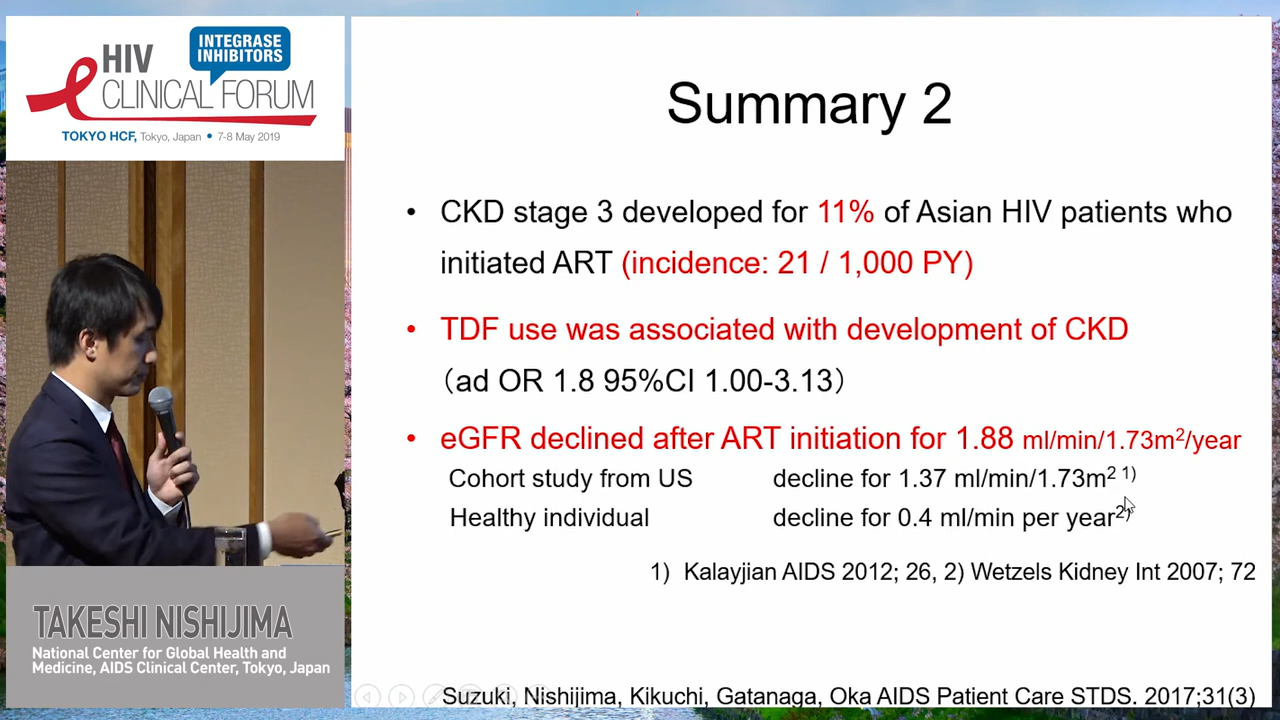 HIV
INTEGRASE
INHIBITORS
CLINICAL FORUM
TOKYO HCF, Tokyo, Japan • 7-8 May 2019
TAKESHI NISHIJIMA
National Center for Global Health and
Medicine, AIDS Clinical Center, Tokyo, Japan
Summary 2
• CKD stage 3 developed for 11% of Asian HIV patients who
initiated ART (incidence: 21 / 1,000 PY)
• TDF use was associated with development of CKD
（ad OR 1.8 95%CI 1.00-3.13）
• eGFR declined after ART initiation for 1.88 ml/min/1.73m²/year
Cohort study from US decline for 1.37 ml/min/1.73m² ¹⁾
Healthy individual decline for 0.4 ml/min per year²⁾
1) Kalayjian AIDS 2012; 26, 2) Wetzels Kidney Int 2007; 72
Suzuki, Nishijima, Kikuchi, Gatanaga, Oka AIDS Patient Care STDS. 2017;31(3)